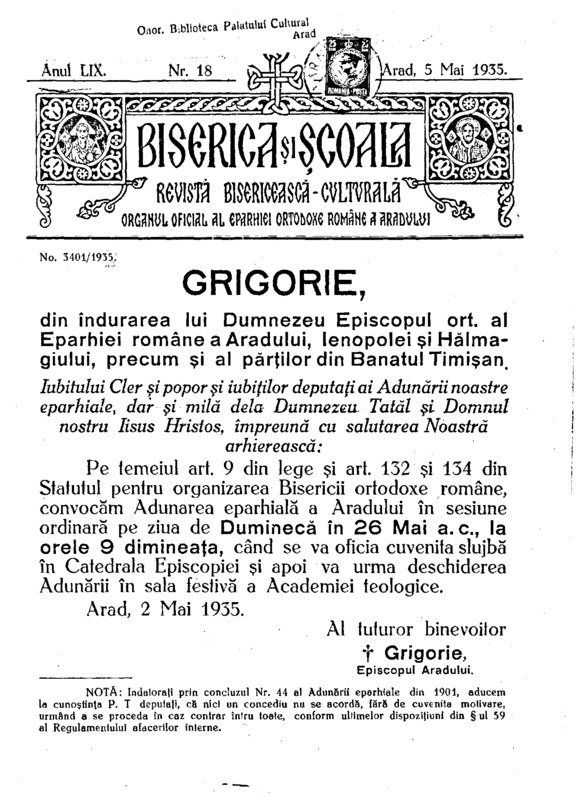 Onor. Biblioteca Palatului Cultural
Arad
Anul LIX.
Nr. 18
Arad, 5 Mai 1935.
ROMANIA-POSTA
BISERICA ȘI ȘCOALA
REVISTĂ BISERICEASCĂ-CULTURALĂ
ORGANUL OFICIAL AL EPARHIEI ORTODOXE ROMÂNE A ARADULUI
No. 3401/1935.
GRIGORIE,
din îndurarea lui Dumnezeu Episcopul ort. al
Eparhiei române a Aradului, Ienopolei și Hălma-
giului, precum și al părților din Banatul Timișan.
Iubitului Cler și popor și iubiților deputați ai Adunării noastre
eparhiale, dar și milă dela Dumnezeu Tatăl și Domnul
nostru Iisus Hristos, împreună cu salutarea Noastră
arhierească:
Pe temeiul art. 9 din lege și art. 132 și 134 din
Statutul pentru organizarea Bisericii ortodoxe române,
convocăm Adunarea eparhială a Aradului în sesiune
ordinară pe ziua de Duminecă în 26 Mai a. c., la
orele 9 dimineața, când se va oficia cuvenita slujbă
în Catedrala Episcopiei și apoi va urma deschiderea
Adunării în sala festivă a Academiei teologice.
Arad, 2 Mai 1935.
Al tuturor binevoitor
† Grigorie,
Episcopul Aradului.
NOTĂ: Indatorați prin concluzul Nr. 44 al Adunării eparhiale din 1901, aducem
la cunoștința P. T deputați, că nici un concediu nu se acordă, fără de cuvenita motivare,
urmând a se proceda în caz contrar întru toate, conform ultimelor dispozițiuni din § ul 59
al Regulamentului afacerilor interne.